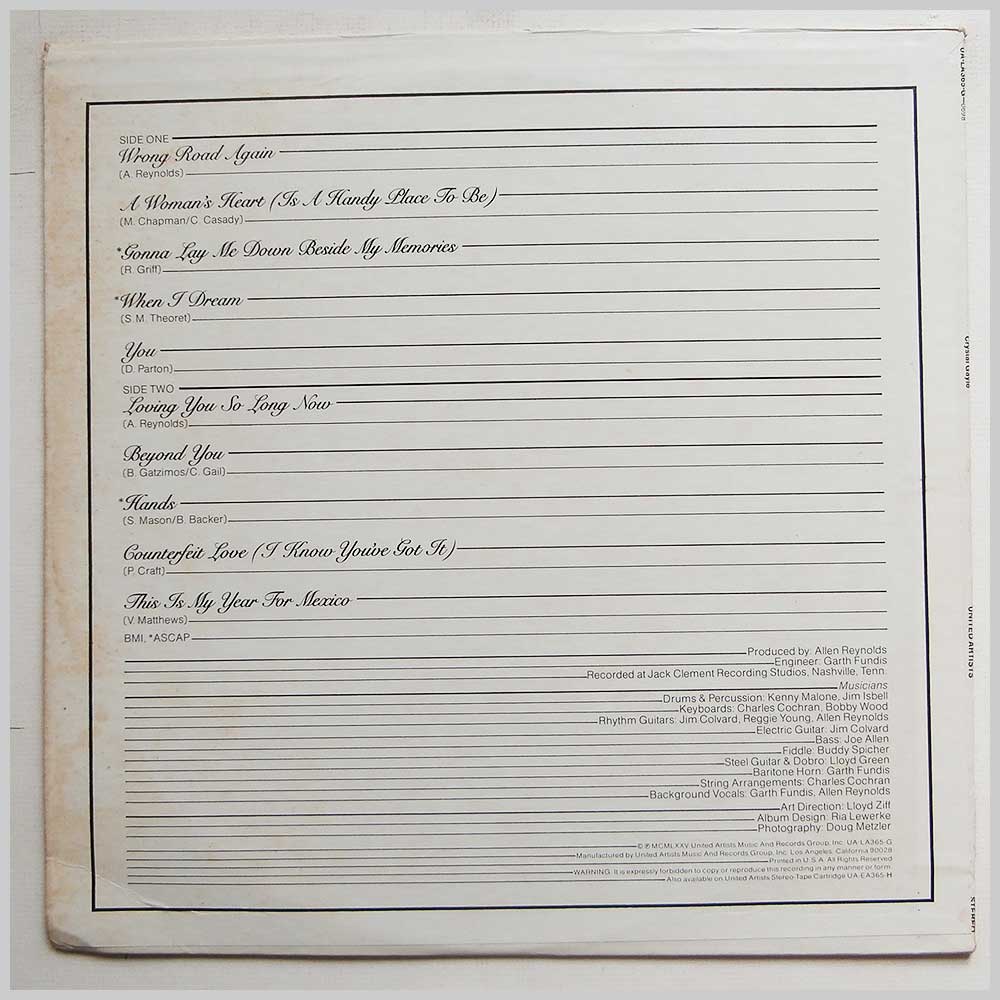 SIDE ONE
Wrong Road Again
(A. Reynolds)
A Woman's Heart (Is A Handy Place To Be)
(M. Chapman/C. Casady)
*Gonna Lay Me Down Beside My Memories
(R. Griff)
*When I Dream
(S.M. Theoret)
You
(D. Parton)
SIDE TWO
Loving You So Long Now
(A. Reynolds)
Beyond You
(B. Gatzimos/C. Gail)
*Hands
(S. Mason/B. Backer)
Counterfeit Love (I Know You've Got It)
(P. Craft)
This Is My Year For Mexico
(V. Matthews)
BMI, *ASCAP
Produced by: Allen Reynolds
Engineer: Garth Fundis
Recorded at Jack Clement Recording Studios, Nashville, Tenn.
Musicians
Drums & Percussion: Kenny Malone, Jim Isbell
Keyboards: Charles Cochran, Bobby Wood
Rhythm Guitars: Jim Colvard, Reggie Young, Allen Reynolds
Electric Guitar: Jim Colvard
Bass: Joe Allen
Fiddle: Buddy Spicher
Steel Guitar & Dobro: Lloyd Green
Baritone Horn: Garth Fundis
String Arrangements: Charles Cochran
Background Vocals: Garth Fundis, Allen Reynolds
Art Direction: Lloyd Ziff
Album Design: Ria Lewerke
Photography: Doug Metzler
© ℗ MCMLXXV United Artists Music And Records Group, Inc. UA-LA365-G
Manufactured by United Artists Music And Records Group, Inc. Los Angeles, California 90028
Printed in U.S.A. All Rights Reserved
WARNING: It is expressly forbidden to copy or reproduce this recording in any manner or form.
Also available on United Artists Stereo-Tape Cartridge UA-EA365-H
UA-LA365-G
Crystal Gayle
UNITED ARTISTS
STEREO